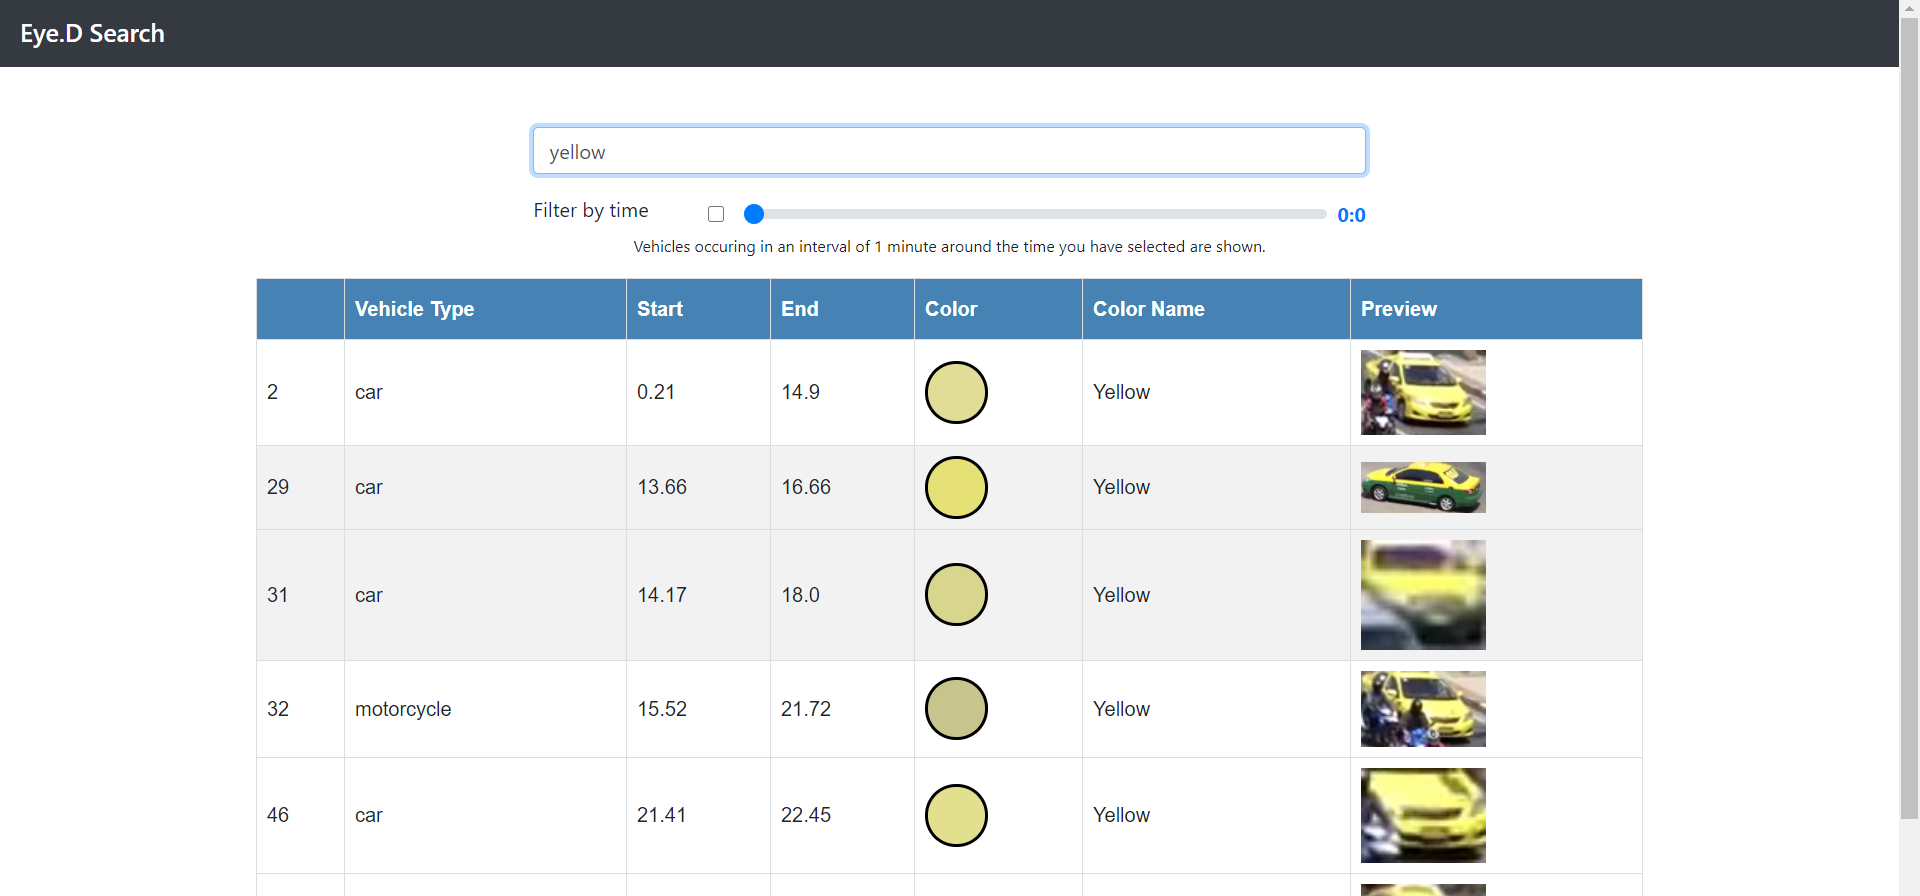 Eye.D Search
yellow
Filter by time 0:0
Vehicles occuring in an interval of 1 minute around the time you have selected are shown.
Vehicle Type Start End Color Color Name Preview
2 car 0.21 14.9 Yellow
29 car 13.66 16.66 Yellow
31 car 14.17 18.0 Yellow
32 motorcycle 15.52 21.72 Yellow
46 car 21.41 22.45 Yellow